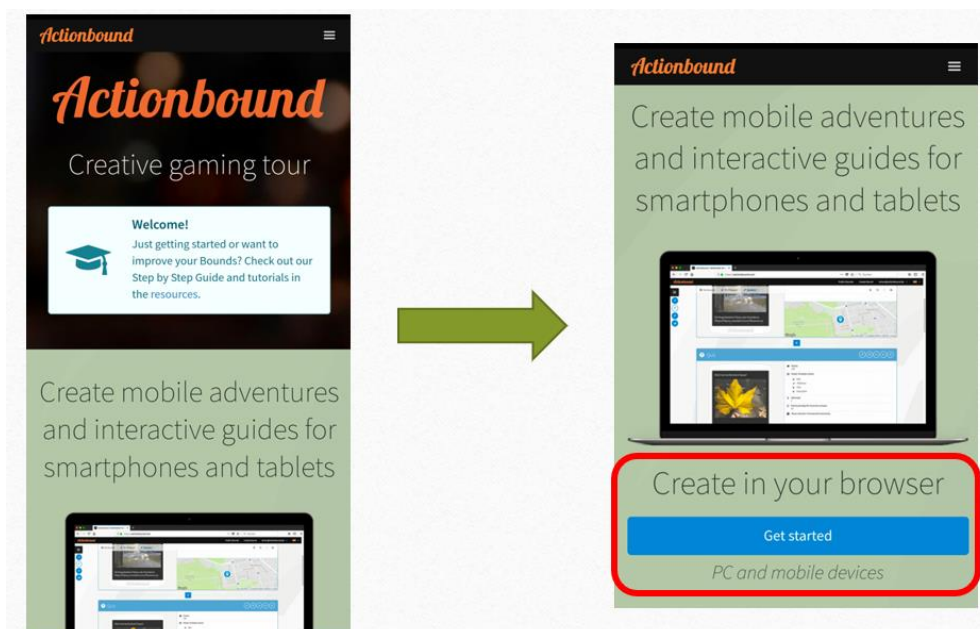 Actionbound
Actionbound
Creative gaming tour
Welcome!
Just getting started or want to
improve your Bounds? Check out our
Step by Step Guide and tutorials in
the resources.
Create mobile adventures
and interactive guides for
smartphones and tablets
Actionbound
Create mobile adventures
and interactive guides for
smartphones and tablets
Create in your browser
Get started
PC and mobile devices